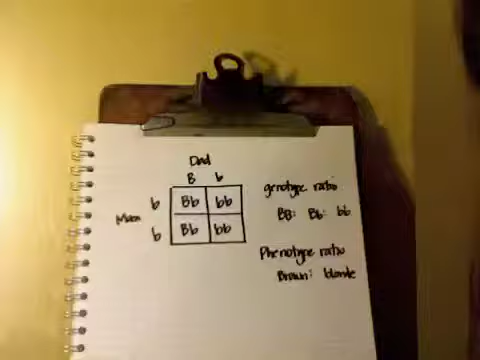 Dad
B b
b Bb bb
Mom
b Bb bb
genotype ratio
BB: Bb: bb
Phenotype ratio
Brown: blonde